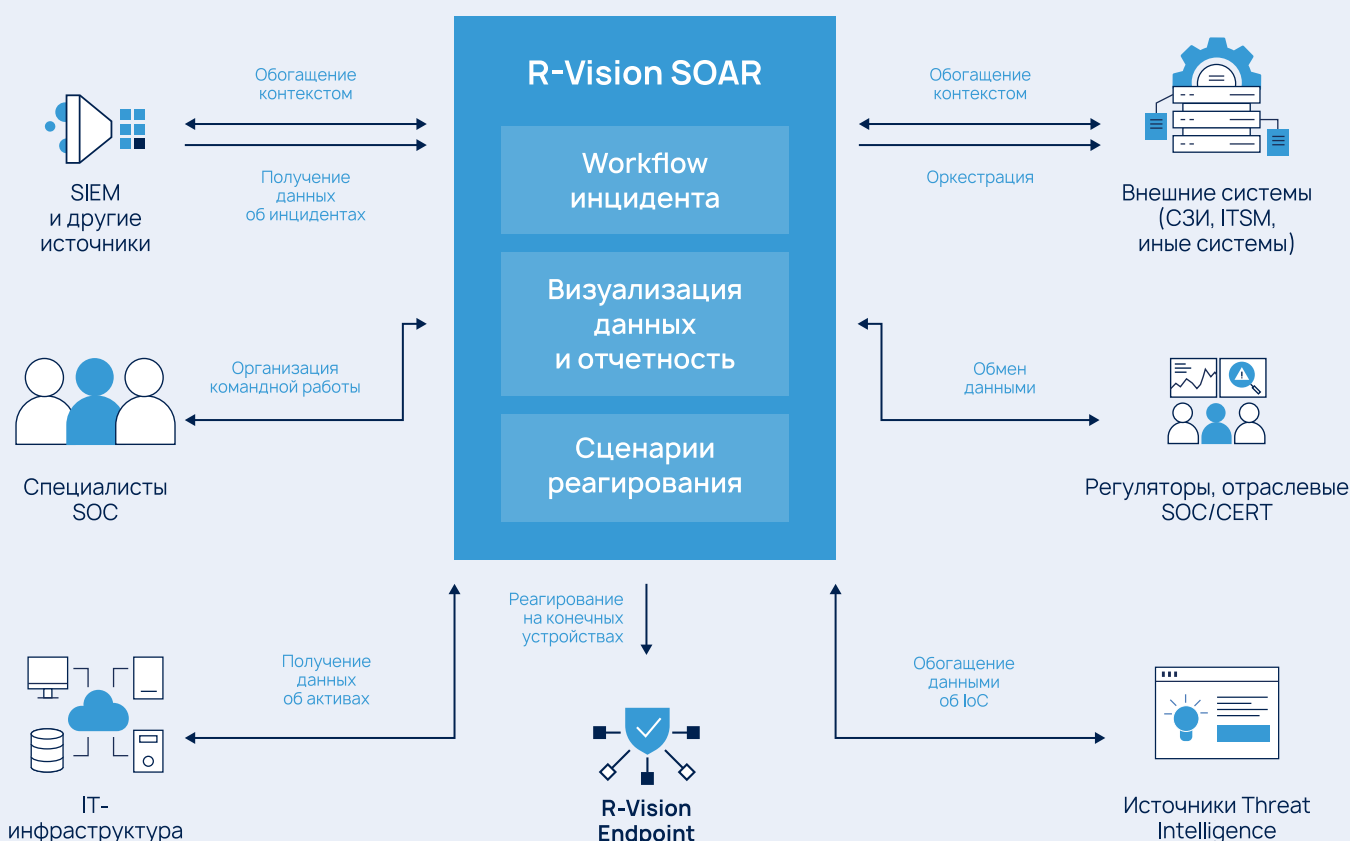 R-Vision SOAR
Workflow
инцидента
Визуализация
данных
и отчетность
Сценарии
реагирования
Обогащение
контекстом
Получение
данных
об инцидентах
SIEM
и другие
источники
Обогащение
контекстом
Оркестрация
Внешние системы
(СЗИ, ITSM,
иные системы)
Организация
командной работы
Специалисты
SOC
Обмен
данными
Регуляторы, отраслевые
SOC/CERT
Получение
данных
об активах
IT-
инфраструктура
Реагирование
на конечных
устройствах
R-Vision
Endpoint
Обогащение
данными
об IoC
Источники Threat
Intelligence